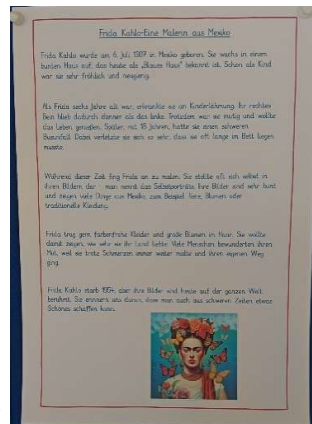 Frida Kahlo-Eine Malerin aus Mexiko
Frida Kahlo wurde am 6. Juli 1907 in Mexiko geboren. Sie wuchs in einem
bunten Haus auf, das heute als „Blaues Haus" bekannt ist. Schon als Kind
war sie sehr fröhlich und neugierig.
Als Frida sechs Jahre alt war, erkrankte sie an Kinderlähmung. Ihr rechtes
Bein blieb dadurch dünner als das linke. Trotzdem war sie mutig und wollte
das Leben genießen. Später, mit 18 Jahren, hatte sie einen schweren
Busunfall. Dabei verletzte sie sich so sehr, dass sie oft lange im Bett liegen
musste.
Während dieser Zeit fing Frida an zu malen. Sie stellte oft sich selbst in
ihren Bildern dar - man nennt das Selbstporträts. Ihre Bilder sind sehr bunt
und zeigen viele Dinge aus Mexiko, zum Beispiel Tiere, Blumen oder
traditionelle Kleidung.
Frida trug gern farbenfrohe Kleider und große Blumen im Haar. Sie wollte
damit zeigen, wie sehr sie ihr Land liebte. Viele Menschen bewunderten ihren
Mut, weil sie trotz Schmerzen immer weiter malte und ihren eigenen Weg
ging.
Frida Kahlo starb 1954, aber ihre Bilder sind heute auf der ganzen Welt
berühmt. Sie erinnern uns daran, dass man auch aus schweren Zeiten etwas
Schönes schaffen kann.